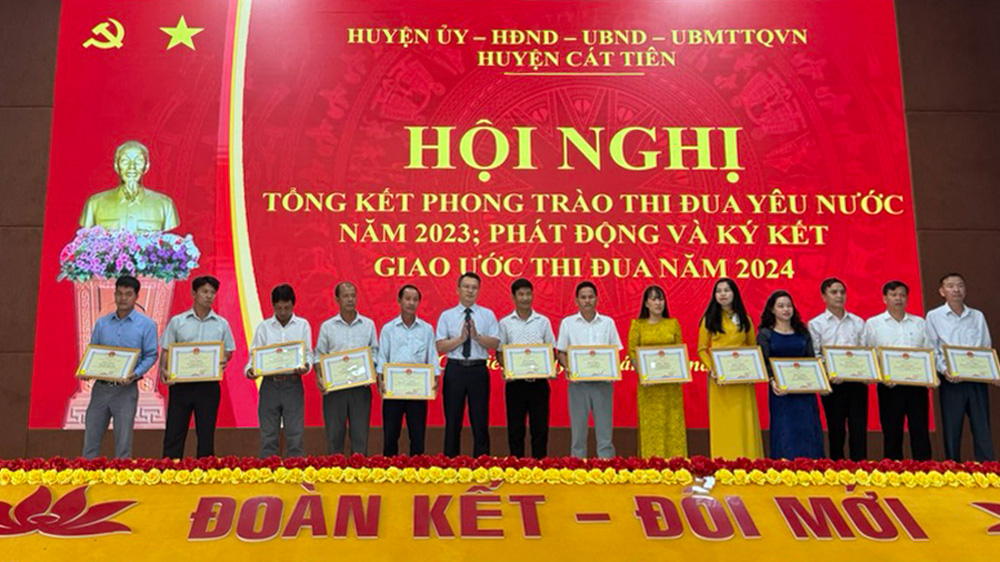 HUYỆN ỦY – HĐND – UBND – UBMTTQVN
HUYỆN CÁT TIÊN
HỘI NGHỊ
TỔNG KẾT PHONG TRÀO THI ĐUA YÊU NƯỚC
NĂM 2023; PHÁT ĐỘNG VÀ KÝ KẾT
GIAO ƯỚC THI ĐUA NĂM 2024
ĐOÀN KẾT – ĐỔI MỚI